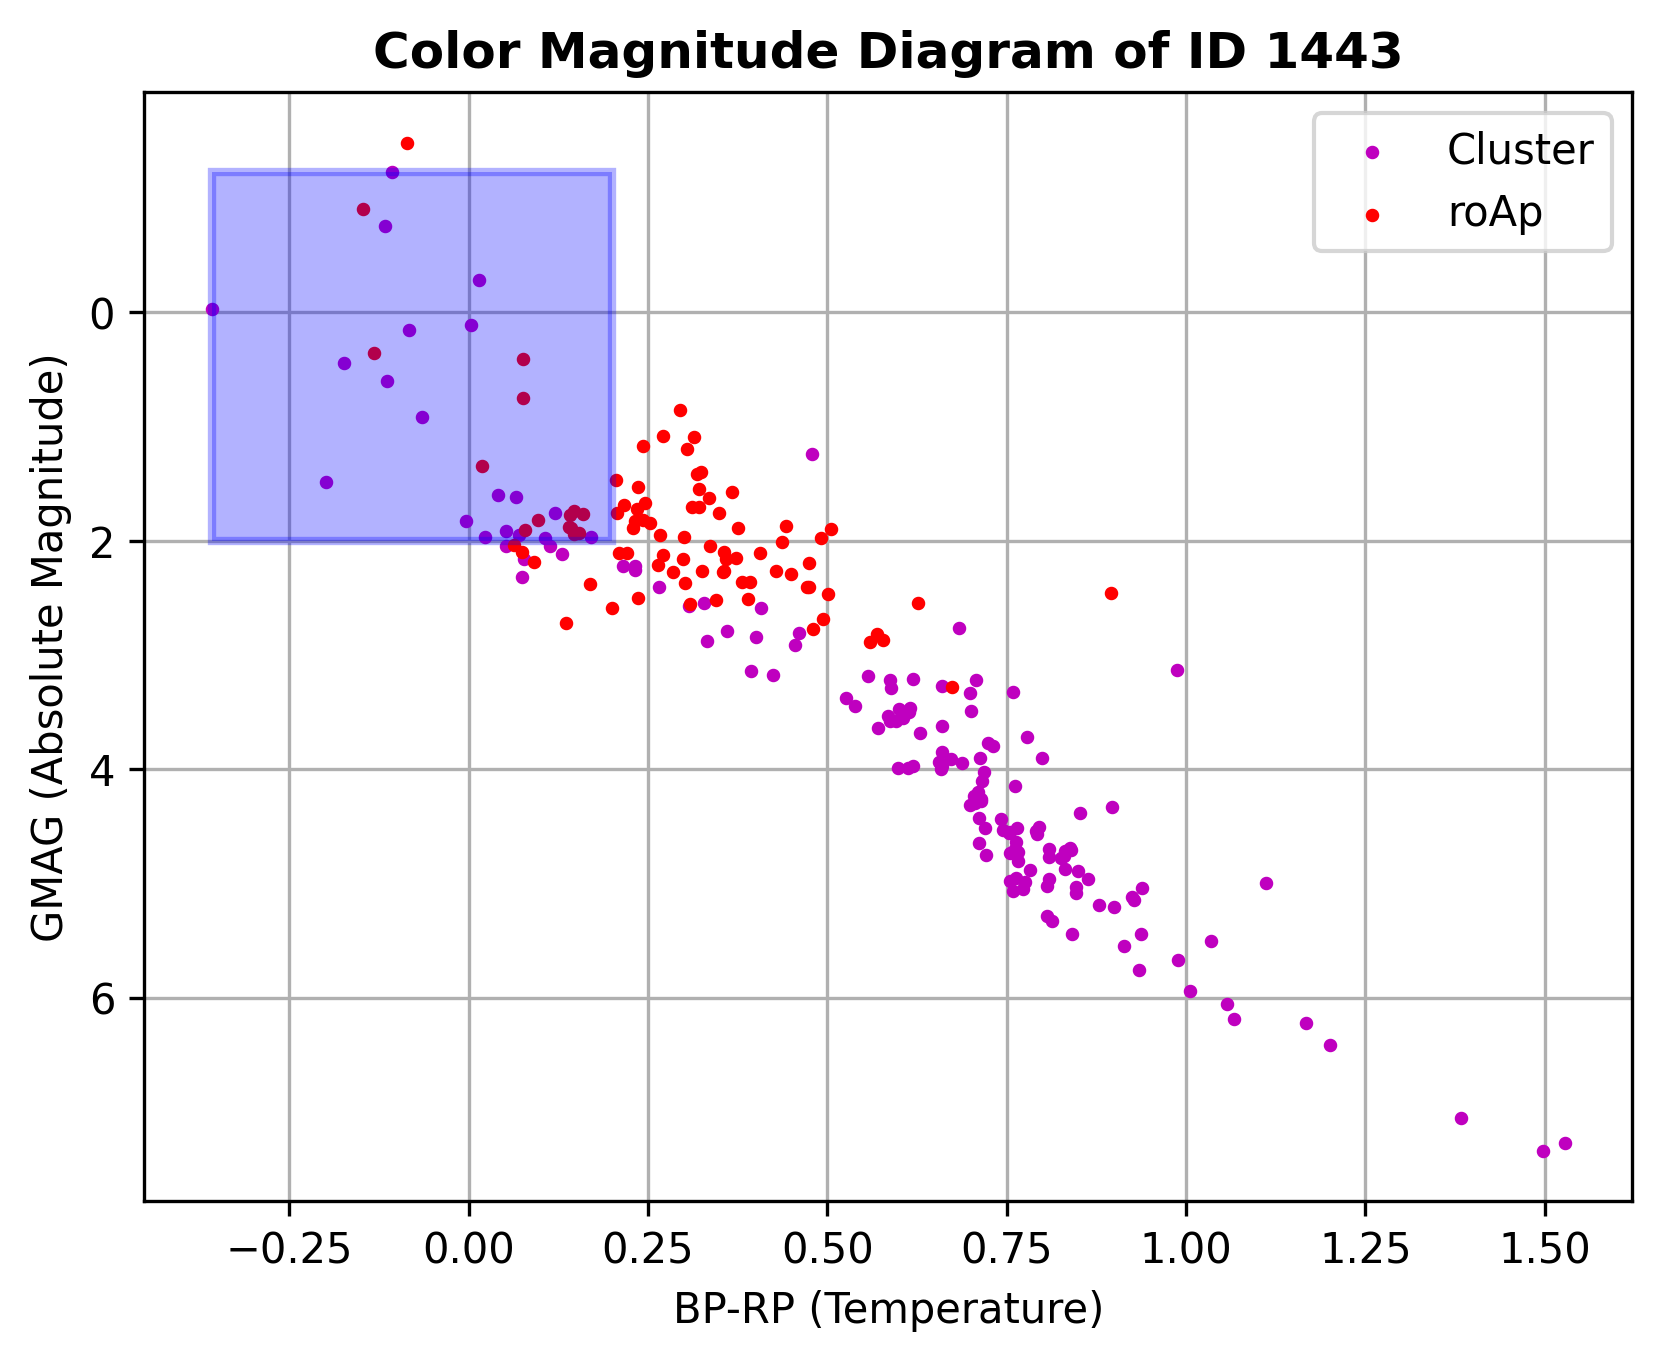 Color Magnitude Diagram of ID 1443
Cluster
roAp
GMAG (Absolute Magnitude)
0
2
4
6
−0.25
0.00
0.25
0.50
0.75
1.00
1.25
1.50
BP-RP (Temperature)